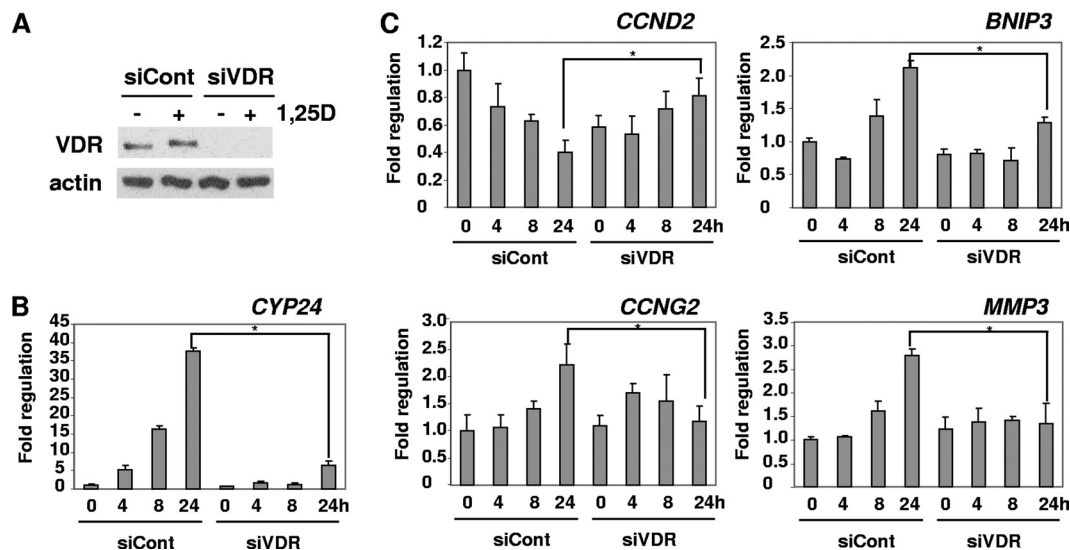 A
siCont siVDR
- + - + 1,25D
VDR
actin
B
CYP24
Fold regulation
45
40
35
30
25
20
15
10
5
0
*
0 4 8 24 0 4 8 24h
siCont siVDR
C
CCND2
Fold regulation
1.2
1.0
0.8
0.6
0.4
0.2
0
*
0 4 8 24 0 4 8 24h
siCont siVDR
BNIP3
Fold regulation
2.5
2.0
1.5
1.0
0.5
0
*
0 4 8 24 0 4 8 24h
siCont siVDR
CCNG2
Fold regulation
3.0
2.5
2.0
1.5
1.0
0.5
0
*
0 4 8 24 0 4 8 24h
siCont siVDR
MMP3
Fold regulation
3.5
3.0
2.5
2.0
1.5
1.0
0.5
0
*
0 4 8 24 0 4 8 24h
siCont siVDR